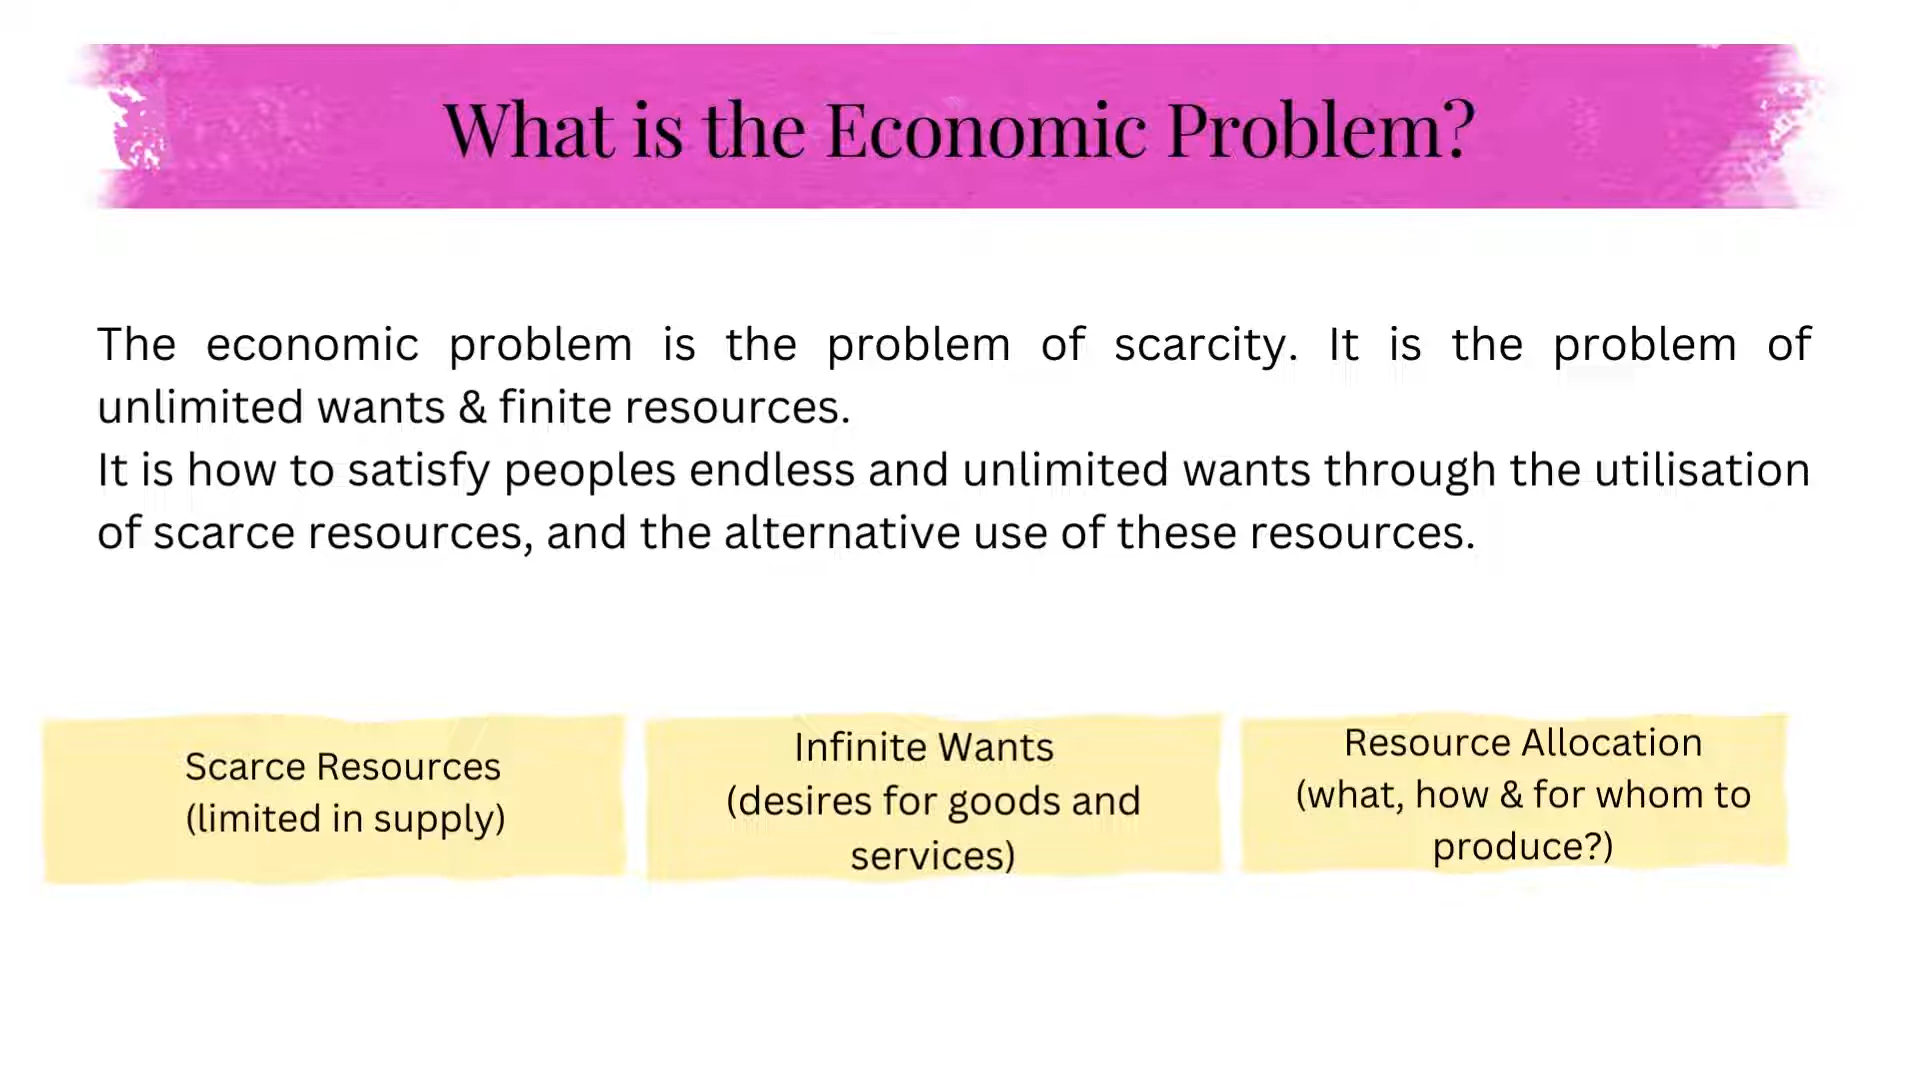 What is the Economic Problem?
The economic problem is the problem of scarcity. It is the problem of
unlimited wants & finite resources.
It is how to satisfy peoples endless and unlimited wants through the utilisation
of scarce resources, and the alternative use of these resources.
Scarce Resources
(limited in supply)
Infinite Wants
(desires for goods and
services)
Resource Allocation
(what, how & for whom to
produce?)